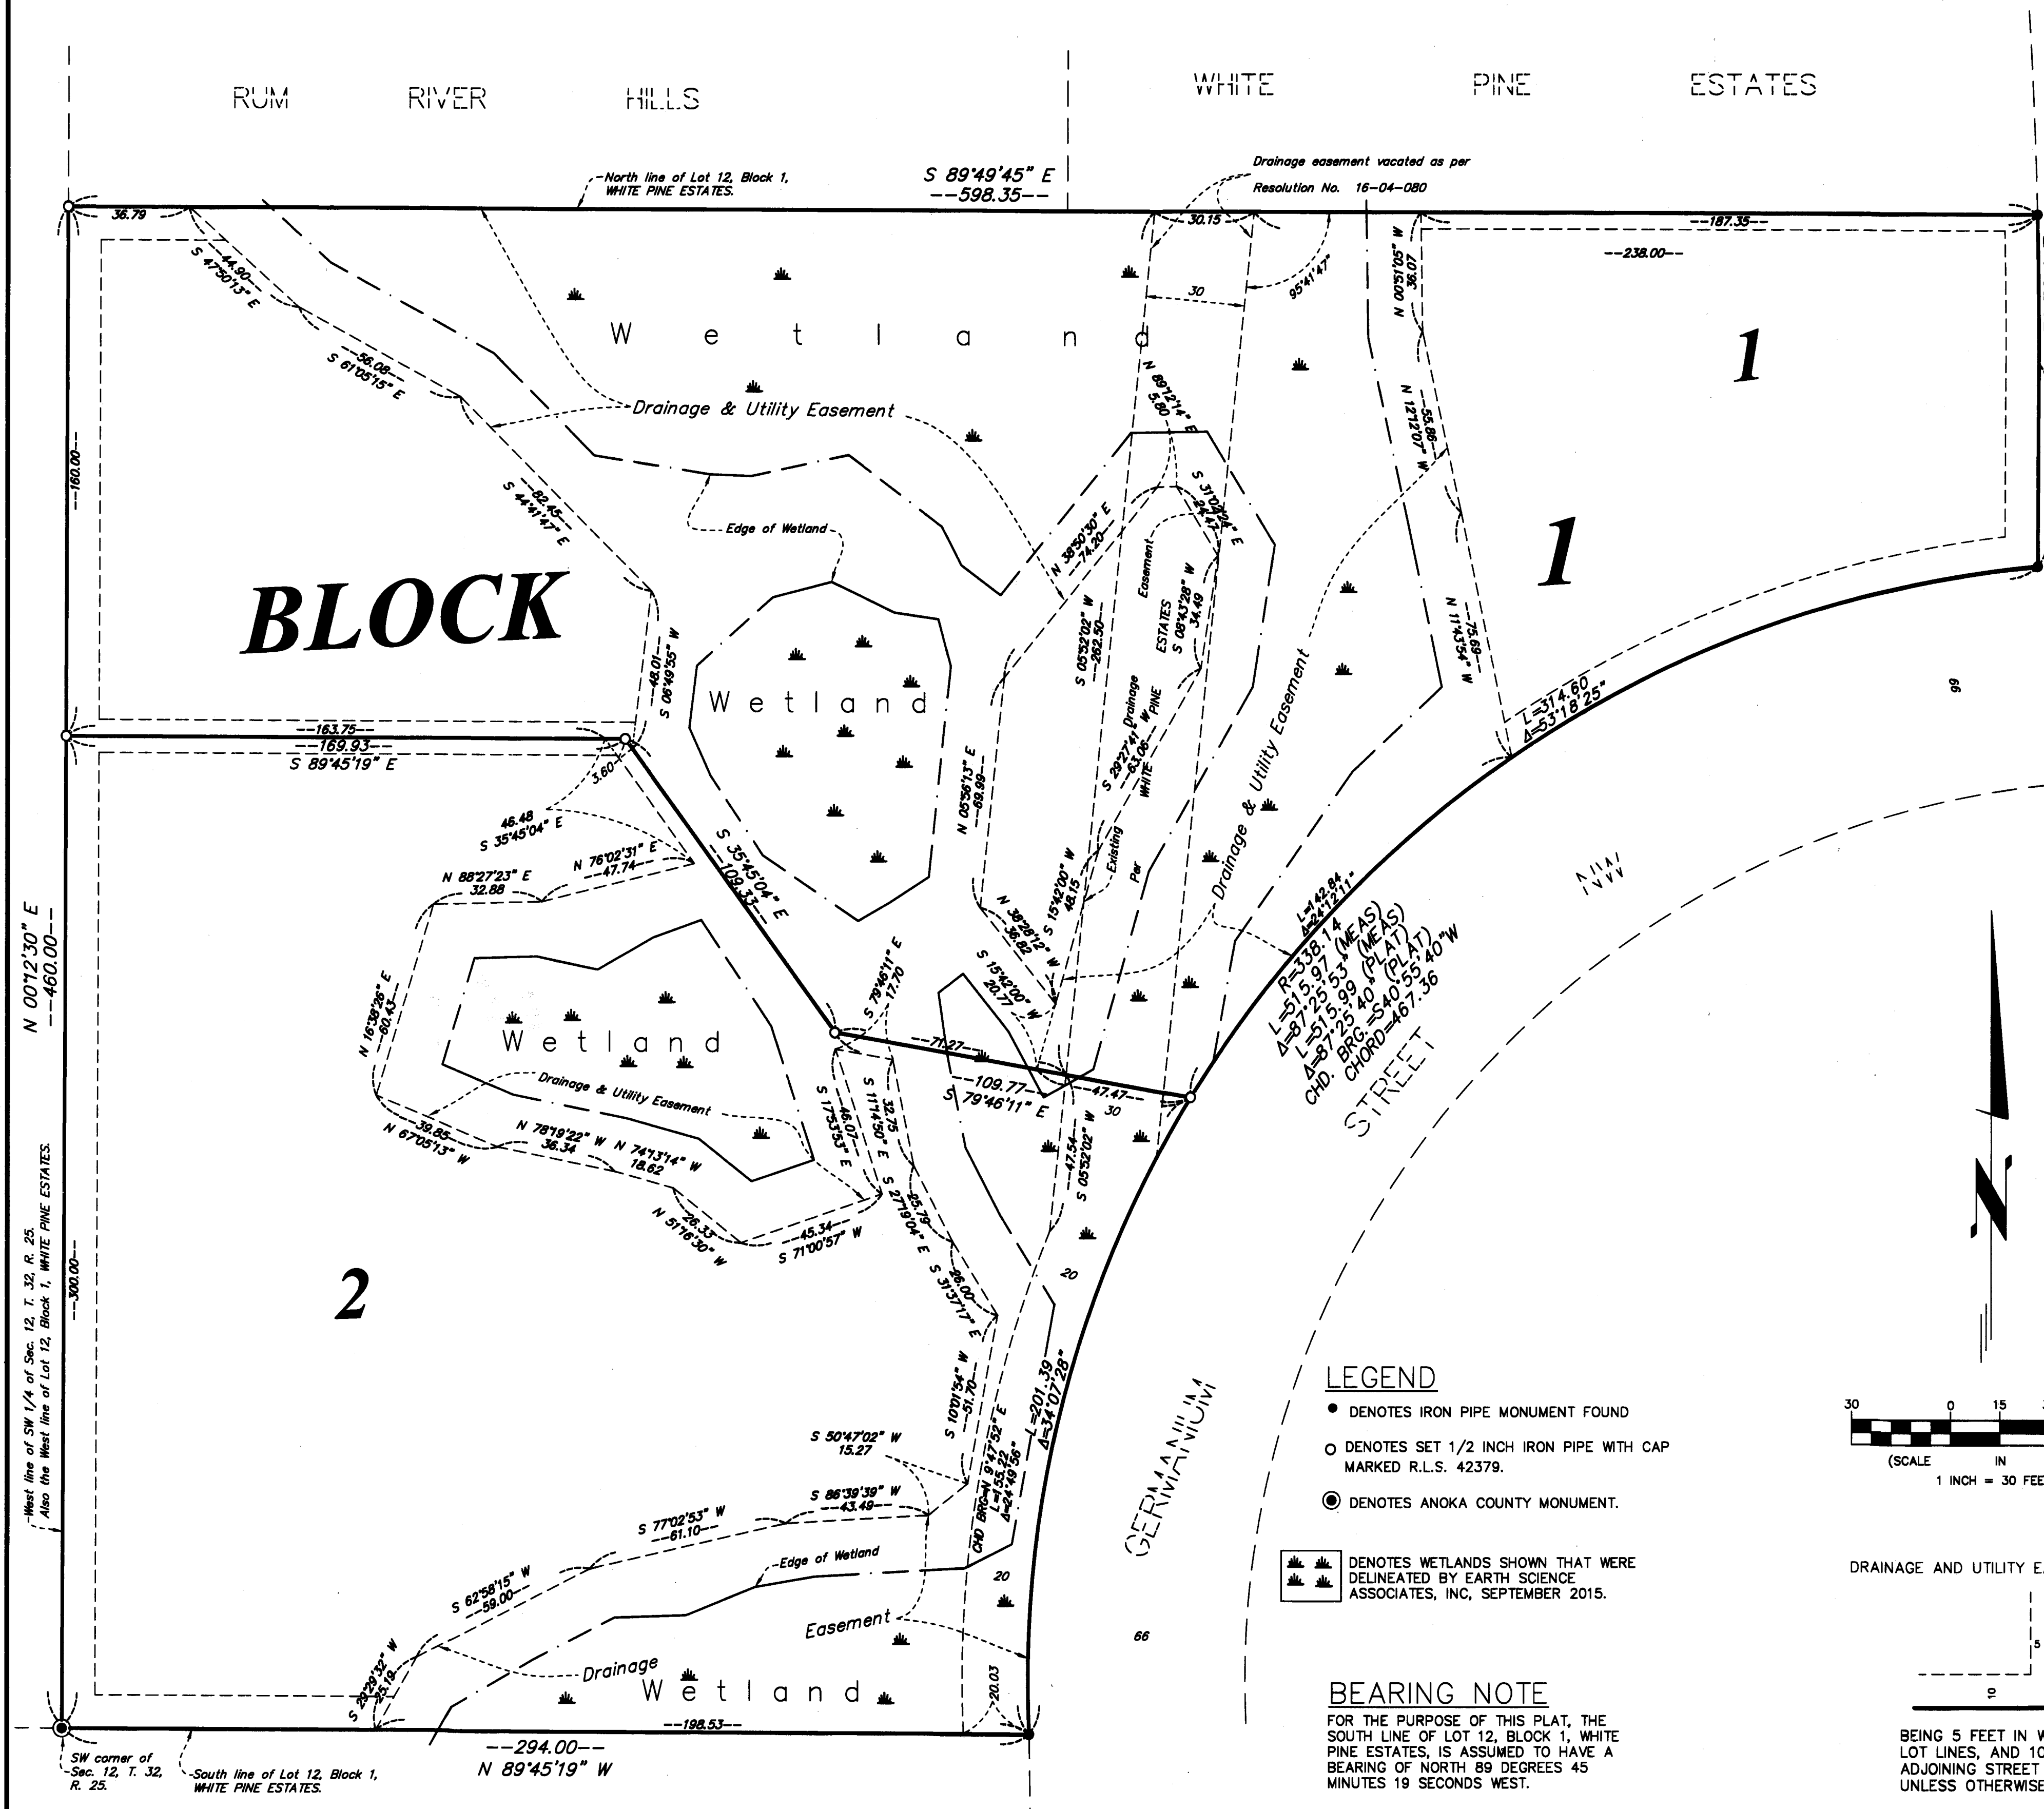 RUM RIVER HILLS
WHITE PINE ESTATES
Drainage easement vacated as per
Resolution No. 16-04-080
North line of Lot 12, Block 1,
WHITE PINE ESTATES.
S 89°49'45" E
--598.35--
36.79
30.15
--187.35--
--238.00--
30
95°41'47"
N 00°51'05" W
36.07
--44.90--
S 47°50'13" E
--56.08--
S 61°05'15" E
Wetland
1
N 89°12'14" E
5.80
--55.86--
N 12°12'07" W
Drainage & Utility Easement
--160.00--
--82.45--
S 44°41'47" E
Edge of Wetland
N 38°50'30" E
--74.20--
S 31°02'24" E
24.47
BLOCK
1
--48.01--
S 06°49'55" W
Wetland
S 05°52'02" W
--262.50--
S 08°43'28" W
34.49
Existing Drainage Easement
Per WHITE PINE ESTATES
--75.69--
N 11°43'54" W
L=314.60
Δ=53°18'25"
66
--163.75--
--169.93--
S 89°45'19" E
3.60
46.48
S 35°45'04" E
N 05°56'13" E
--69.99--
S 29°27'41" W
--63.06--
Drainage & Utility Easement
N 88°27'23" E
32.88
N 76°02'31" E
--47.74--
S 35°45'04" E
--109.33--
N 38°28'12" W
36.82
S 15°42'00" W
48.15
L=142.84
Δ=24°12'11"
R=338.14
L=515.97 (MEAS)
Δ=87°25'53" (MEAS)
L=515.99 (PLAT)
Δ=87°25'40" (PLAT)
CHD. BRG.=S40°55'40"W
CHORD=467.36
N 00°12'30" E
--460.00--
N 16°38'26" E
--60.43--
Wetland
S 79°46'11" E
17.70
S 15°42'00" W
20.77
--71.27--
--109.77--
S 79°46'11" E
--47.47--
30
Drainage & Utility Easement
--39.85--
N 67°05'13" W
N 78°19'22" W
36.34
N 74°13'14" W
18.62
--46.07--
S 17°53'53" E
32.75
S 11°14'50" E
--47.54--
S 05°52'02" W
--26.33--
N 51°16'30" W
--45.34--
S 71°00'57" W
--25.79--
S 27°19'04" E
--26.00--
S 31°37'17" E
20
West line of SW 1/4 of Sec. 12, T. 32, R. 25.
Also the West line of Lot 12, Block 1, WHITE PINE ESTATES.
--300.00--
2
S 10°01'54" W
--51.70--
CHD BRG=N 9°47'52" E
L=155.22
Δ=24°49'56"
L=201.39
Δ=34°07'28"
GERMANIUM STREET NW
S 50°47'02" W
15.27
S 86°39'39" W
--43.49--
S 77°02'53" W
--61.10--
S 62°58'15" W
--59.00--
Edge of Wetland
20
Drainage Easement
S 29°29'32" W
25.19
Wetland
--20.03--
66
--198.53--
--294.00--
N 89°45'19" W
SW corner of
Sec. 12, T. 32,
R. 25.
South line of Lot 12, Block 1,
WHITE PINE ESTATES.
LEGEND
DENOTES IRON PIPE MONUMENT FOUND
DENOTES SET 1/2 INCH IRON PIPE WITH CAP
MARKED R.L.S. 42379.
DENOTES ANOKA COUNTY MONUMENT.
DENOTES WETLANDS SHOWN THAT WERE
DELINEATED BY EARTH SCIENCE
ASSOCIATES, INC, SEPTEMBER 2015.
BEARING NOTE
FOR THE PURPOSE OF THIS PLAT, THE
SOUTH LINE OF LOT 12, BLOCK 1, WHITE
PINE ESTATES, IS ASSUMED TO HAVE A
BEARING OF NORTH 89 DEGREES 45
MINUTES 19 SECONDS WEST.
N
30 0 15
(SCALE IN
1 INCH = 30 FEE
DRAINAGE AND UTILITY E
5
10
BEING 5 FEET IN W
LOT LINES, AND 10
ADJOINING STREET
UNLESS OTHERWISE